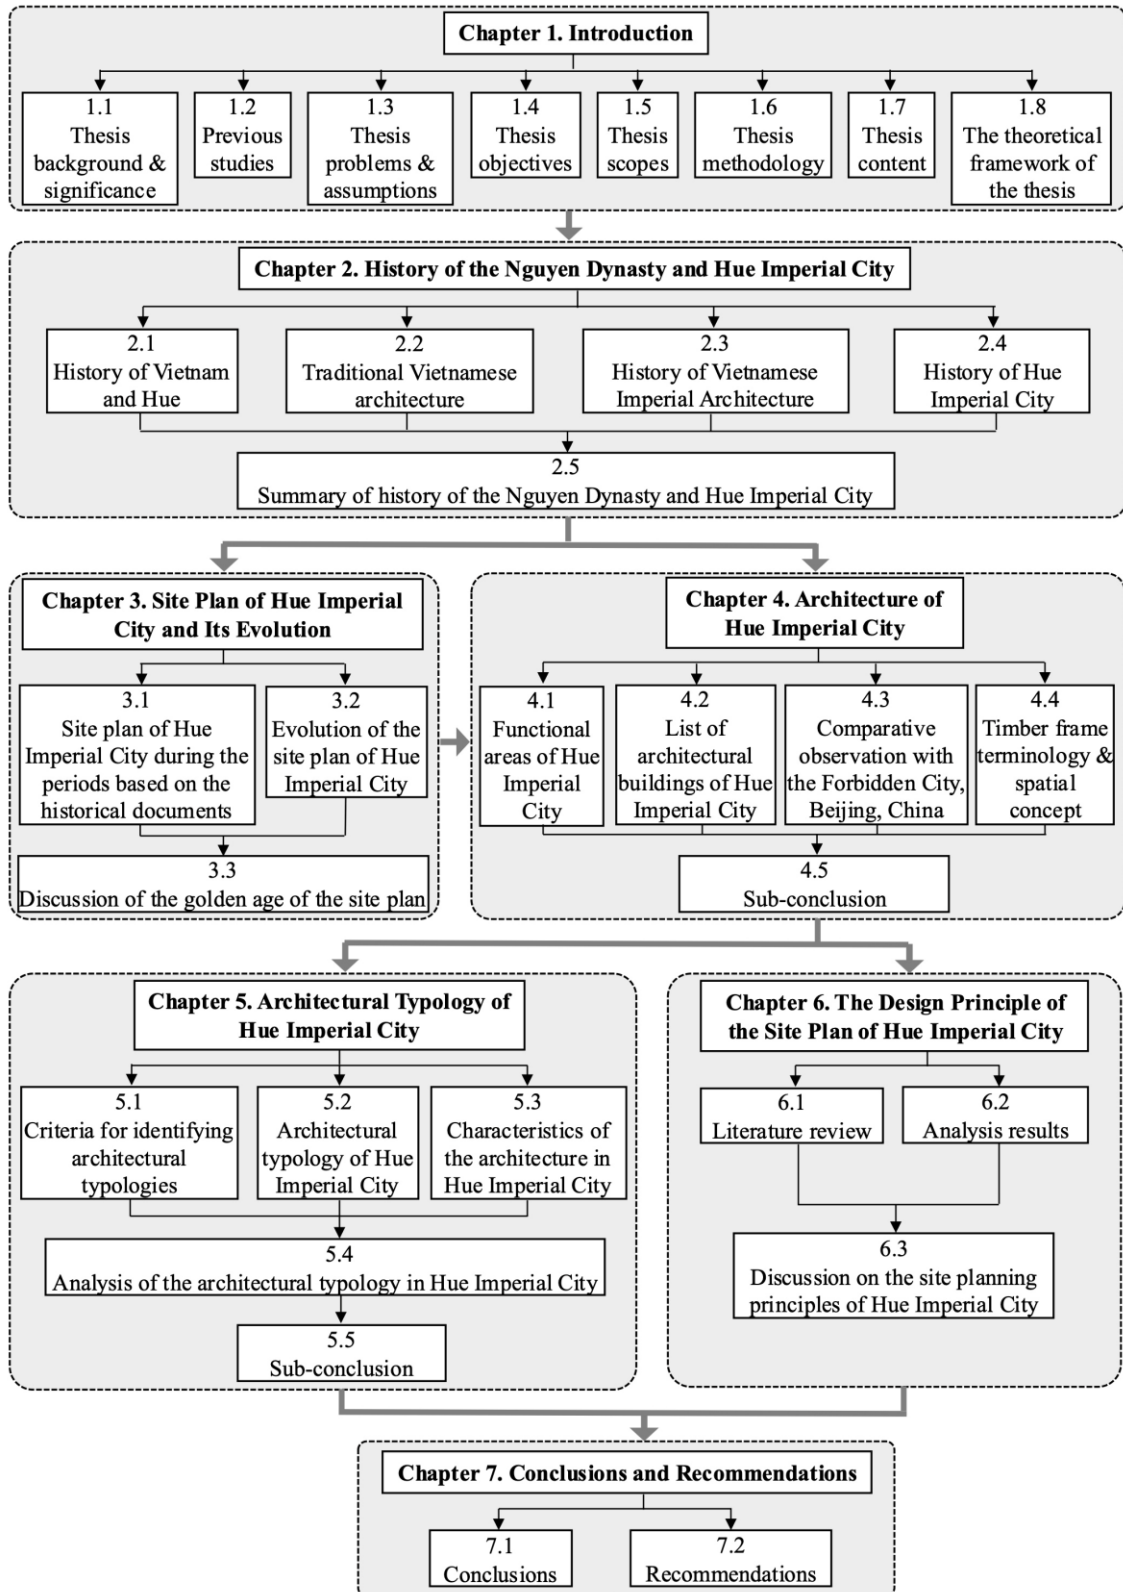 Chapter 1. Introduction
1.1
Thesis
background &
significance
1.2
Previous
studies
1.3
Thesis
problems &
assumptions
1.4
Thesis
objectives
1.5
Thesis
scopes
1.6
Thesis
methodology
1.7
Thesis
content
1.8
The theoretical
framework of
the thesis
Chapter 2. History of the Nguyen Dynasty and Hue Imperial City
2.1
History of Vietnam
and Hue
2.2
Traditional Vietnamese
architecture
2.3
History of Vietnamese
Imperial Architecture
2.4
History of Hue
Imperial City
2.5
Summary of history of the Nguyen Dynasty and Hue Imperial City
Chapter 3. Site Plan of Hue Imperial
City and Its Evolution
3.1
Site plan of Hue
Imperial City during the
periods based on the
historical documents
3.2
Evolution of the
site plan of Hue
Imperial City
3.3
Discussion of the golden age of the site plan
Chapter 4. Architecture of
Hue Imperial City
4.1
Functional
areas of Hue
Imperial
City
4.2
List of
architectural
buildings of Hue
Imperial City
4.3
Comparative
observation with
the Forbidden City,
Beijing, China
4.4
Timber frame
terminology &
spatial
concept
4.5
Sub-conclusion
Chapter 5. Architectural Typology of
Hue Imperial City
5.1
Criteria for identifying
architectural
typologies
5.2
Architectural
typology of Hue
Imperial City
5.3
Characteristics of
the architecture in
Hue Imperial City
5.4
Analysis of the architectural typology in Hue Imperial City
5.5
Sub-conclusion
Chapter 6. The Design Principle of
the Site Plan of Hue Imperial City
6.1
Literature review
6.2
Analysis results
6.3
Discussion on the site planning
principles of Hue Imperial City
Chapter 7. Conclusions and Recommendations
7.1
Conclusions
7.2
Recommendations